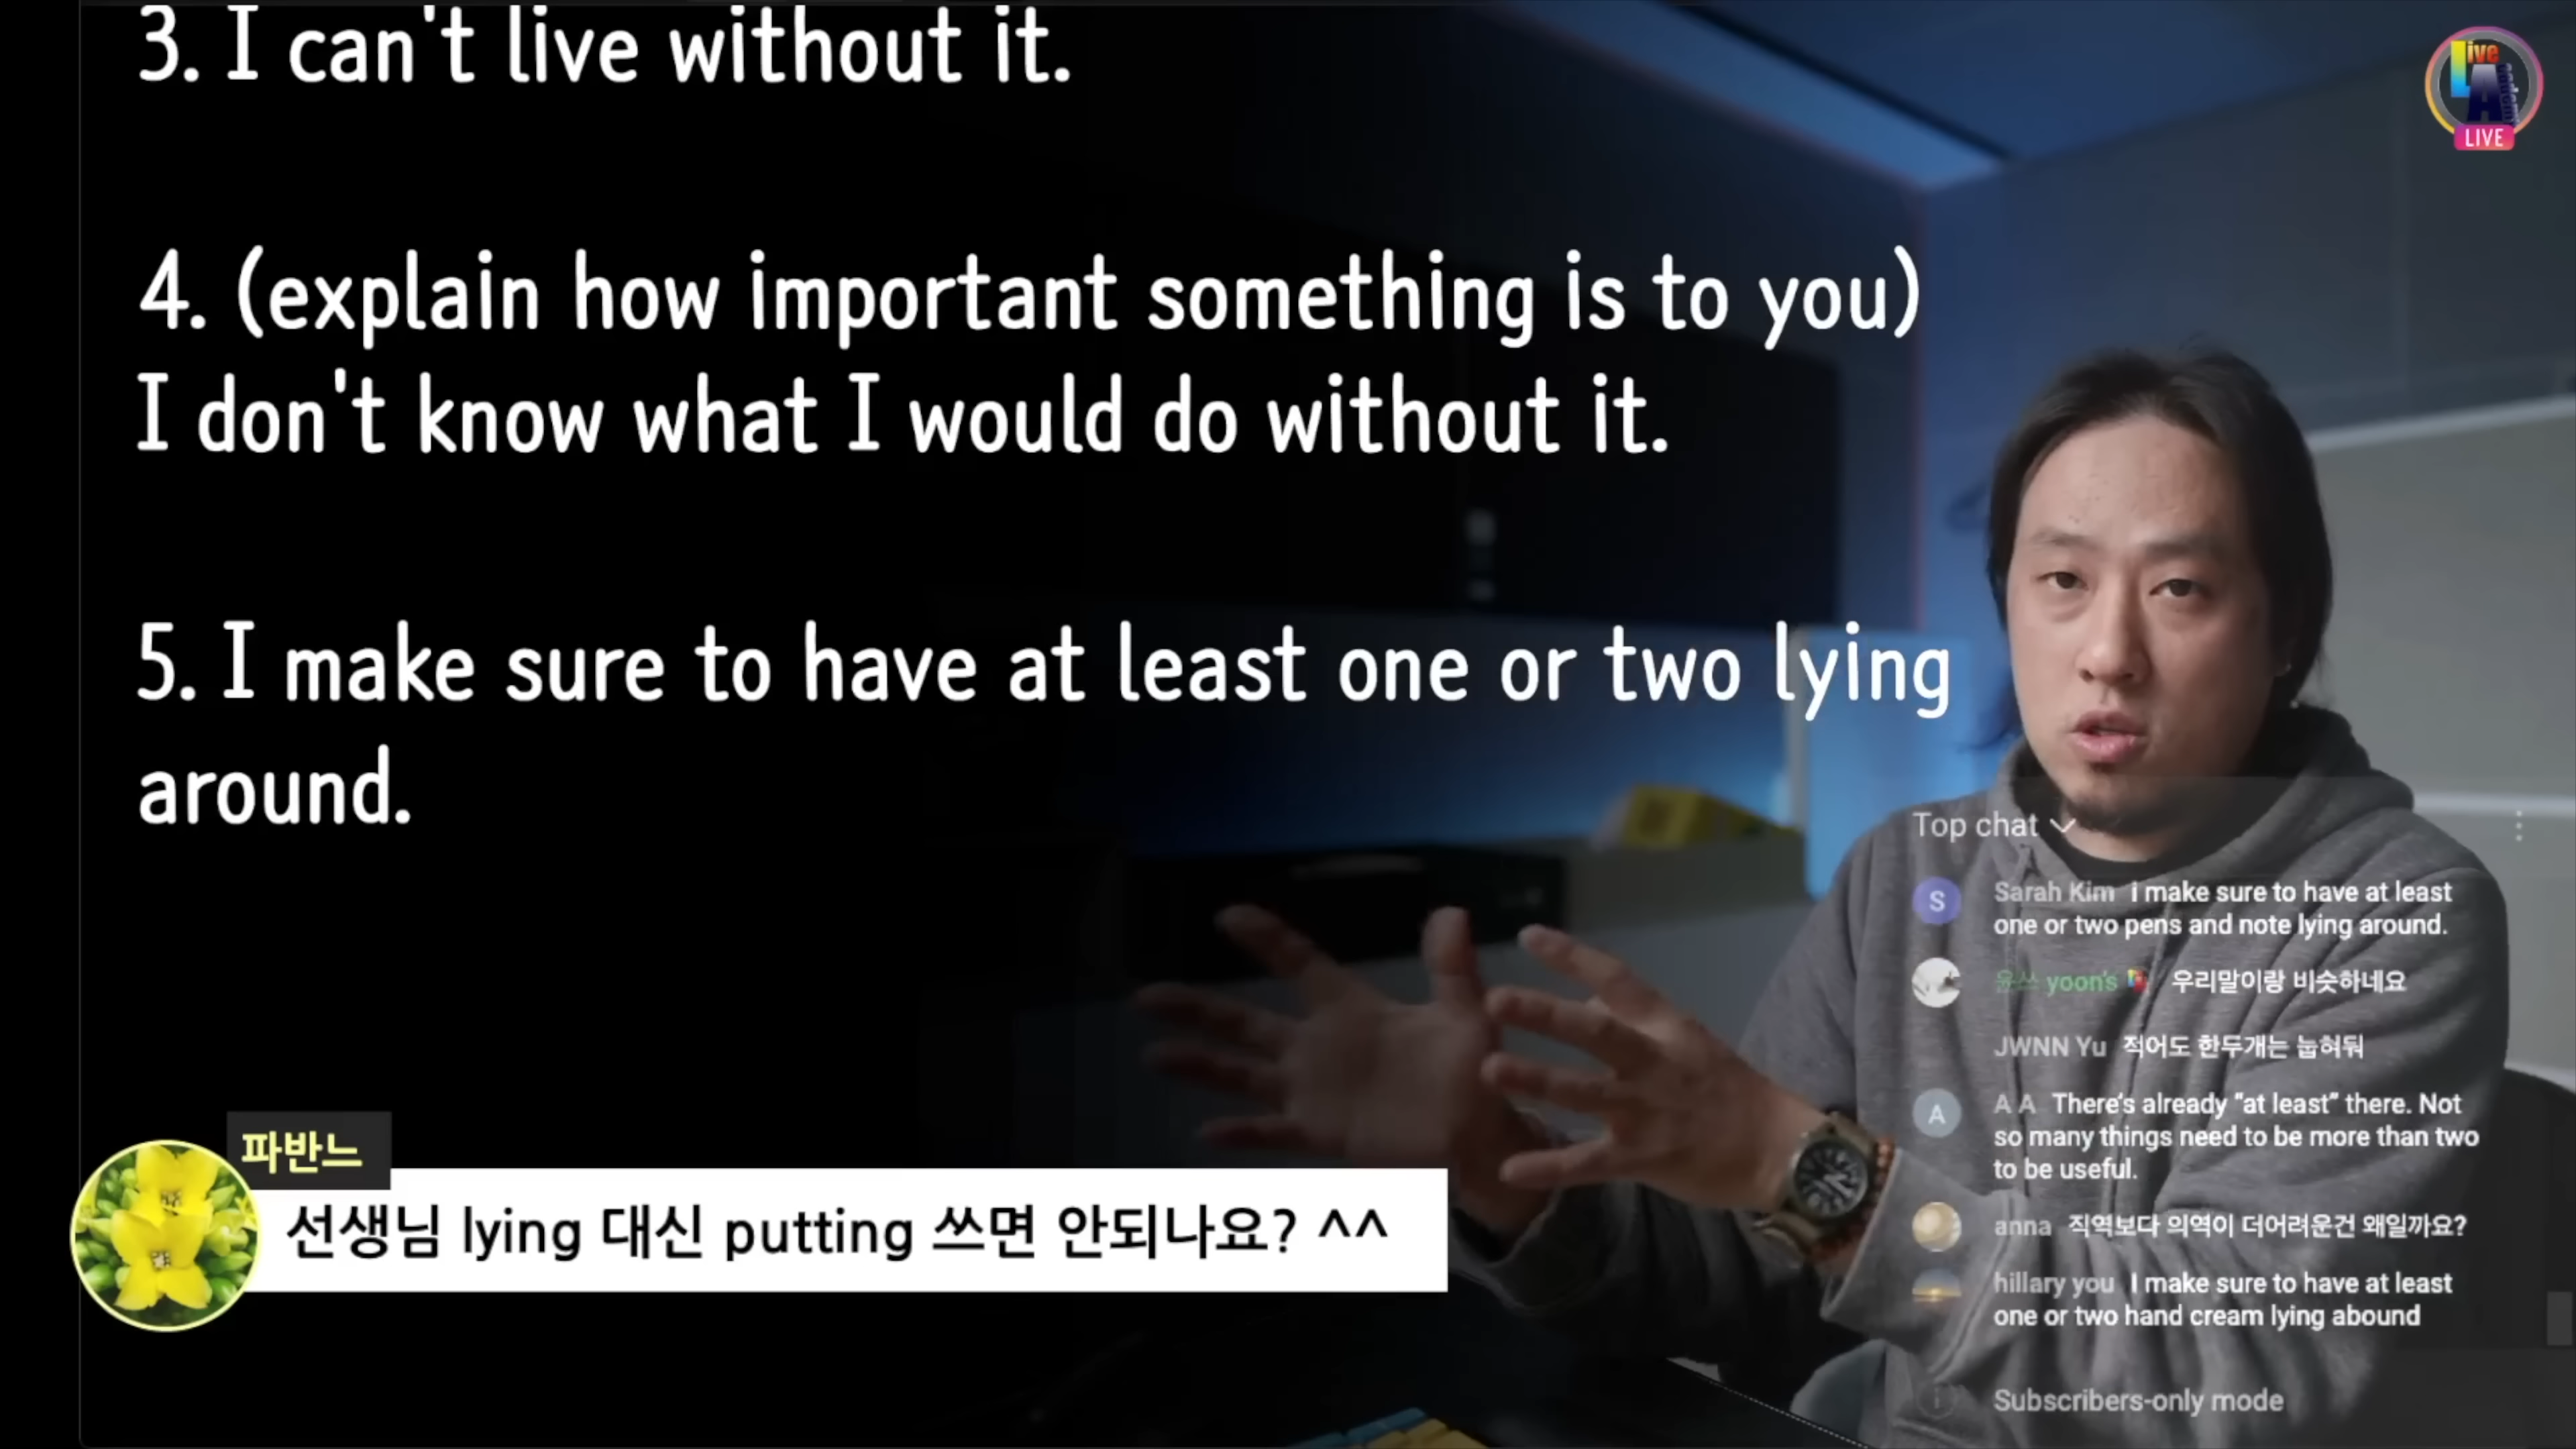 3. I can't live without it.
4. (explain how important something is to you)
I don't know what I would do without it.
5. I make sure to have at least one or two lying
around.
Live
Academy
LA
LIVE
Top chat
S
Sarah Kim i make sure to have at least
one or two pens and note lying around.
윤쓰 yoon's 우리말이랑 비슷하네요
JWNN Yu 적어도 한두개는 눕혀둬
A
A A There's already "at least" there. Not
so many things need to be more than two
to be useful.
anna 직역보다 의역이 더어려운건 왜일까요?
hillary you I make sure to have at least
one or two hand cream lying abound
Subscribers-only mode
파반느
선생님 lying 대신 putting 쓰면 안되나요? ^^